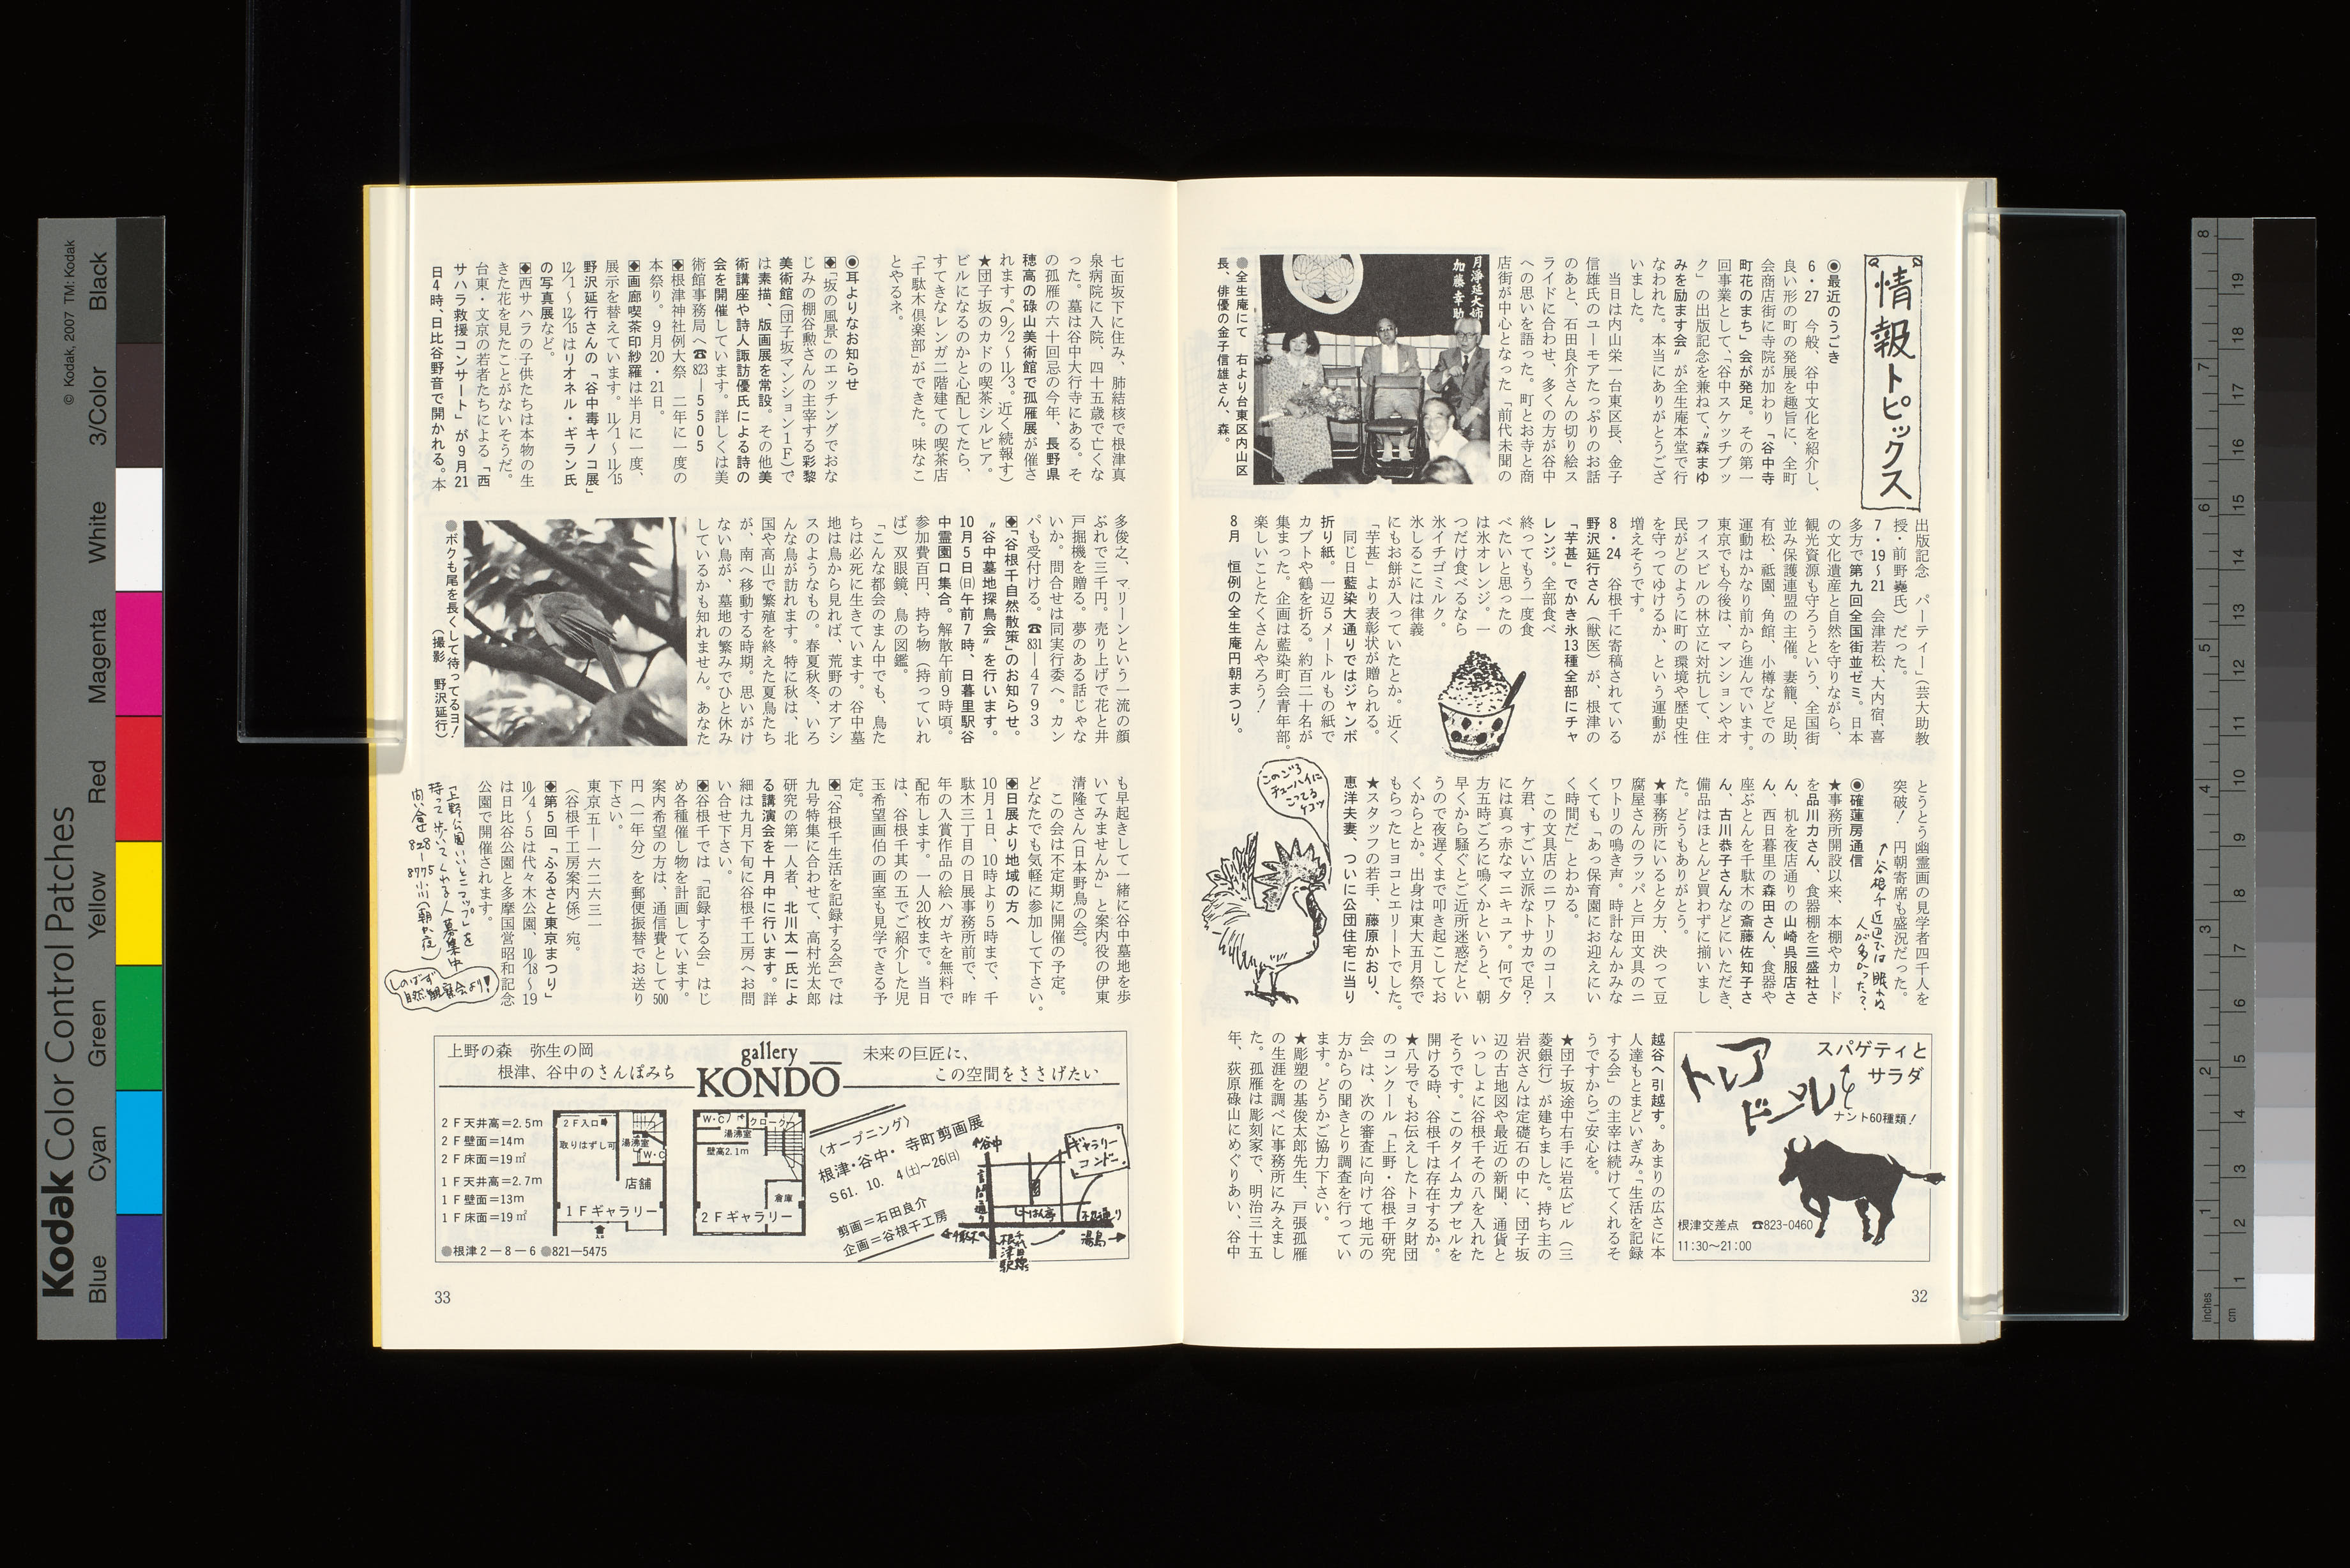 情報トピックス
◉最近のうごき
6・27　今般、谷中文化を紹介し、
良い形の町の発展を趣旨に、全町
会商店街に寺院が加わり「谷中寺
町花のまち」会が発足。その第一
回事業として、「谷中スケッチブッ
ク」の出版記念を兼ねて、〝森まゆ
みを励ます会〟が全生庵本堂で行
なわれた。本当にありがとうござ
いました。
　当日は内山栄一台東区長、金子
信雄氏のユーモアたっぷりのお話
のあと、石田良介さんの切り絵ス
ライドに合わせ、多くの方が谷中
への思いを語った。町とお寺と商
店街が中心となった「前代未聞の
月浄延大姉
加藤幸助
●全生庵にて　右より台東区内山区
長、俳優の金子信雄さん、森。
出版記念　パーティー」(芸大助教
授・前野嶤氏)だった。
7・19〜21　会津若松、大内宿、喜
多方で第九回全国街並ゼミ。日本
の文化遺産と自然を守りながら、
観光資源も守ろうという、全国街
並み保護連盟の主催。妻籠、足助、
有松、祇園、角館、小樽などでの
運動はかなり前から進んでいます。
東京でも今後は、マンションやオ
フィスビルの林立に対抗して、住
民がどのように町の環境や歴史性
を守ってゆけるか、という運動が
増えそうです。
8・24　谷根千に寄稿されている
野沢延行さん(獣医)が、根津の
「芋甚」でかき氷13種全部にチャ
レンジ。全部食べ
終ってもう一度食
べたいと思ったの
は氷オレンジ。一
つだけ食べるなら
氷イチゴミルク。
氷しるこには律義
にもお餅が入っていたとか。近く
「芋甚」より表彰状が贈られる。
　同じ日藍染大通りではジャンボ
折り紙。一辺5メートルもの紙で
カブトや鶴を折る。約百二十名が
集まった。企画は藍染町会青年部。
楽しいことたくさんやろう!
8月　恒例の全生庵円朝まつり。
とうとう幽霊画の見学者四千人を
突破!　円朝寄席も盛況だった。
↑谷根千近辺では眠れぬ
人が多かった?
◉確蓮房通信
★事務所開設以来、本棚やカード
を品川力さん、食器棚を三盛社さ
ん、机を夜店通りの山崎呉服店さ
ん、西日暮里の森田さん、食器や
座ぶとんを千駄木の斎藤佐知子さ
ん、古川恭子さんなどにいただき、
備品はほとんど買わずに揃いまし
た。どうもありがとう。
★事務所にいると夕方、決って豆
腐屋さんのラッパと戸田文具のニ
ワトリの鳴き声。時計なんかみな
くても「あっ保育園にお迎えにい
く時間だ」とわかる。
　この文具店のニワトリのコース
ケ君、すごい立派なトサカで足?
には真っ赤なマニキュア。何で夕
方五時ごろに鳴くかというと、朝
早くから騒ぐとご近所迷惑だとい
うので夜遅くまで叩き起こしてお
くからとか。出身は東大五月祭で
もらったヒヨコとエリートでした。
★スタッフの若手、藤原かおり、
恵洋夫妻、ついに公団住宅に当り
このごろ
チューハイに
こってる
ケコッ
スパゲティと
サラダ
トレアドール
ナント60種類!
根津交差点　☎823-0460
11:30〜21:00
越谷へ引越す。あまりの広さに本
人達もとまどいぎみ。「生活を記録
する会」の主宰は続けてくれるそ
うですからご安心を。
★団子坂途中右手に岩広ビル(三
菱銀行)が建ちました。持ち主の
岩沢さんは定礎石の中に、団子坂
辺の古地図や最近の新聞、通貨と
いっしょに谷根千その八を入れた
そうです。このタイムカプセルを
開ける時、谷根千は存在するか。
★八号でもお伝えしたトヨタ財団
のコンクール「上野・谷根千研究
会」は、次の審査に向けて地元の
方からの聞きとり調査を行ってい
ます。どうかご協力下さい。
★彫塑の基俊太郎先生、戸張孤雁
の生涯を調べに事務所にみえまし
た。孤雁は彫刻家で、明治三十五
年、荻原碌山にめぐりあい、谷中
32
七面坂下に住み、肺結核で根津真
泉病院に入院、四十五歳で亡くな
った。墓は谷中大行寺にある。そ
の孤雁の六十回忌の今年、長野県
穂高の碌山美術館で孤雁展が催さ
れます。(9/2〜11/3。近く続報す)
★団子坂のカドの喫茶シルビア。
ビルになるのかと心配してたら、
すてきなレンガ二階建ての喫茶店
「千駄木倶楽部」ができた。味なこ
とやるネ。
◉耳よりなお知らせ
◆「坂の風景」のエッチングでおな
じみの棚谷勲さんの主宰する彩黎
美術館(団子坂マンション1F)で
は素描、版画展を常設。その他美
術講座や詩人諏訪優氏による詩の
会を開催しています。詳しくは美
術館事務局へ☎823―5505
◆根津神社例大祭　二年に一度の
本祭り。9月20・21日。
◆画廊喫茶印紗羅は半月に一度、
展示を替えています。11/1〜11/15
野沢延行さんの「谷中毒キノコ展」
12/1〜12/15はリオネル・ギラン氏
の写真展など。
◆西サハラの子供たちは本物の生
きた花を見たことがないそうだ。
台東・文京の若者たちによる「西
サハラ救援コンサート」が9月21
日4時、日比谷野音で開かれる。本
多俊之、マリーンという一流の顔
ぶれで三千円。売り上げで花と井
戸掘機を贈る。夢のある話じゃな
いか。問合せは同実行委へ。カン
パも受付ける。☎831―4793
◆「谷根千自然散策」のお知らせ。
〝谷中墓地探鳥会〟を行います。
10月5日(日)午前7時、日暮里駅谷
中霊園口集合。解散午前9時頃。
参加費百円、持ち物(持っていれ
ば)双眼鏡、鳥の図鑑。
「こんな都会のまん中でも、鳥た
ちは必死に生きています。谷中墓
地は鳥から見れば、荒野のオアシ
スのようなもの。春夏秋冬、いろ
んな鳥が訪れます。特に秋は、北
国や高山で繁殖を終えた夏鳥たち
が、南へ移動する時期。思いがけ
ない鳥が、墓地の繁みでひと休み
しているかも知れません。あなた
●ボクも尾を長くして待ってるヨ!
(撮影　野沢延行)
も早起きして一緒に谷中墓地を歩
いてみませんか」と案内役の伊東
清隆さん(日本野鳥の会)。
　この会は不定期に開催の予定。
どなたでも気軽に参加して下さい。
◆日展より地域の方へ
10月1日、10時より5時まで、千
駄木三丁目の日展事務所前で、昨
年の入賞作品の絵ハガキを無料で
配布します。一人20枚まで。当日
は、谷根千其の五でご紹介した児
玉希望画伯の画室も見学できる予
定。
◆「谷根千生活を記録する会」では
九号特集に合わせて、高村光太郎
研究の第一人者、北川太一氏によ
る講演会を十月中に行います。詳
細は九月下旬に谷根千工房へお問
い合せ下さい。
◆谷根千では「記録する会」はじ
め各種催し物を計画しています。
案内希望の方は、通信費として500
円(一年分)を郵便振替でお送り
下さい。
東京五―一六二六三一
(谷根千工房案内係)宛。
◆第5回「ふるさと東京まつり」
10/4〜5は代々木公園、10/18〜19
は日比谷公園と多摩国営昭和記念
公園で開催されます。
「上野公園いいとこマップ」を
持って歩いてくれる人募集中
問合せ 828―8775 小川(朝か夜)
しのばず
自然観察会より!
上野の森　弥生の岡
根津、谷中のさんぽみち
gallery
KONDO
未来の巨匠に、
この空間をささげたい
2F天井高=2.5m
2F壁面=14m
2F床面=19㎡
1F天井高=2.7m
1F壁面=13m
1F床面=19㎡
2F入口
取りはずし可
湯沸室
W・C
店舗
1Fギャラリー
W・C
クローク
湯沸室
壁高2.1m
倉庫
2Fギャラリー
〈オープニング〉
根津・谷中・寺町剪画展
S61. 10. 4(土)〜26(日)
剪画=石田良介
企画=谷根千工房
谷中
ギャラリー
コンドー
言問通り
はん亭
不忍通り
千駄木
千代田線
根津駅
湯島→
●根津2－8－6 ●821—5475
33
Kodak Color Control Patches
© Kodak, 2007 TM: Kodak
Blue
Cyan
Green
Yellow
Red
Magenta
White
3/Color
Black
inches
1
2
3
4
5
6
7
8
cm
1
2
3
4
5
6
7
8
9
10
11
12
13
14
15
16
17
18
19